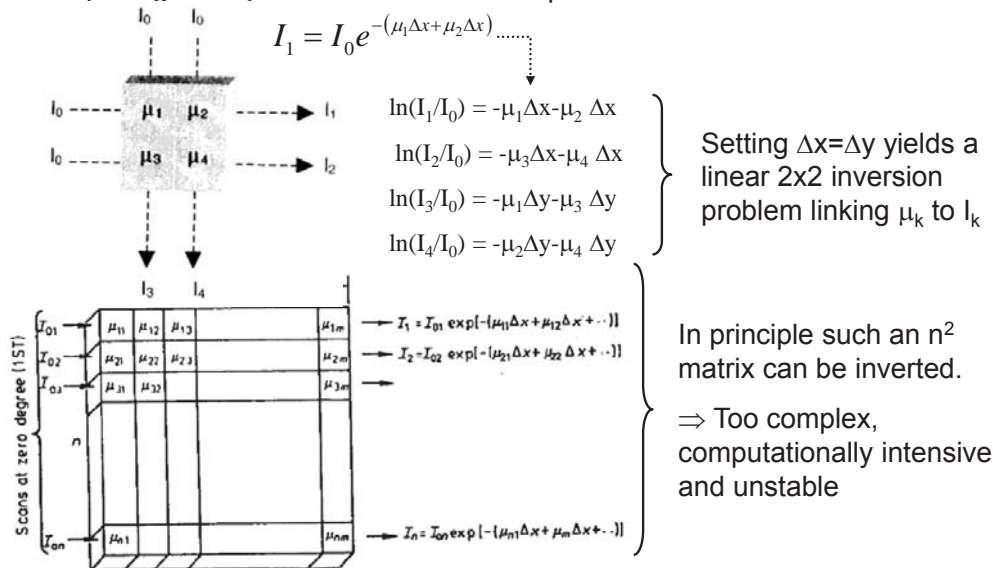 I₀ I₀
I₁ = I₀e^-(μ₁Δx+μ₂Δx)
I₀ μ₁ μ₂ I₁
I₀ μ₃ μ₄ I₂
I₃ I₄
ln(I₁/I₀) = -μ₁Δx-μ₂ Δx
ln(I₂/I₀) = -μ₃Δx-μ₄ Δx
ln(I₃/I₀) = -μ₁Δy-μ₃ Δy
ln(I₄/I₀) = -μ₂Δy-μ₄ Δy
Setting Δx=Δy yields a
linear 2x2 inversion
problem linking μₖ to Iₖ
Scans at zero degree (1ST)
n
I₀₁ μ₁₁ μ₁₂ μ₁₃ μ₁ₘ I₁ = I₀₁ exp[-{μ₁₁Δx+μ₁₂Δx+··)]
I₀₂ μ₂₁ μ₂₂ μ₂₃ μ₂ₘ I₂=I₀₂ exp[-{μ₂₁Δx+μ₂₂Δx+··)]
I₀₃ μ₃₁ μ₃₂ μ₃ₘ
I₀ₙ μₙ₁ μₙₘ Iₙ= I₀ₙ exp[-{μₙ₁Δx+μₘΔx+··)]
In principle such an n²
matrix can be inverted.
⇒ Too complex,
computationally intensive
and unstable